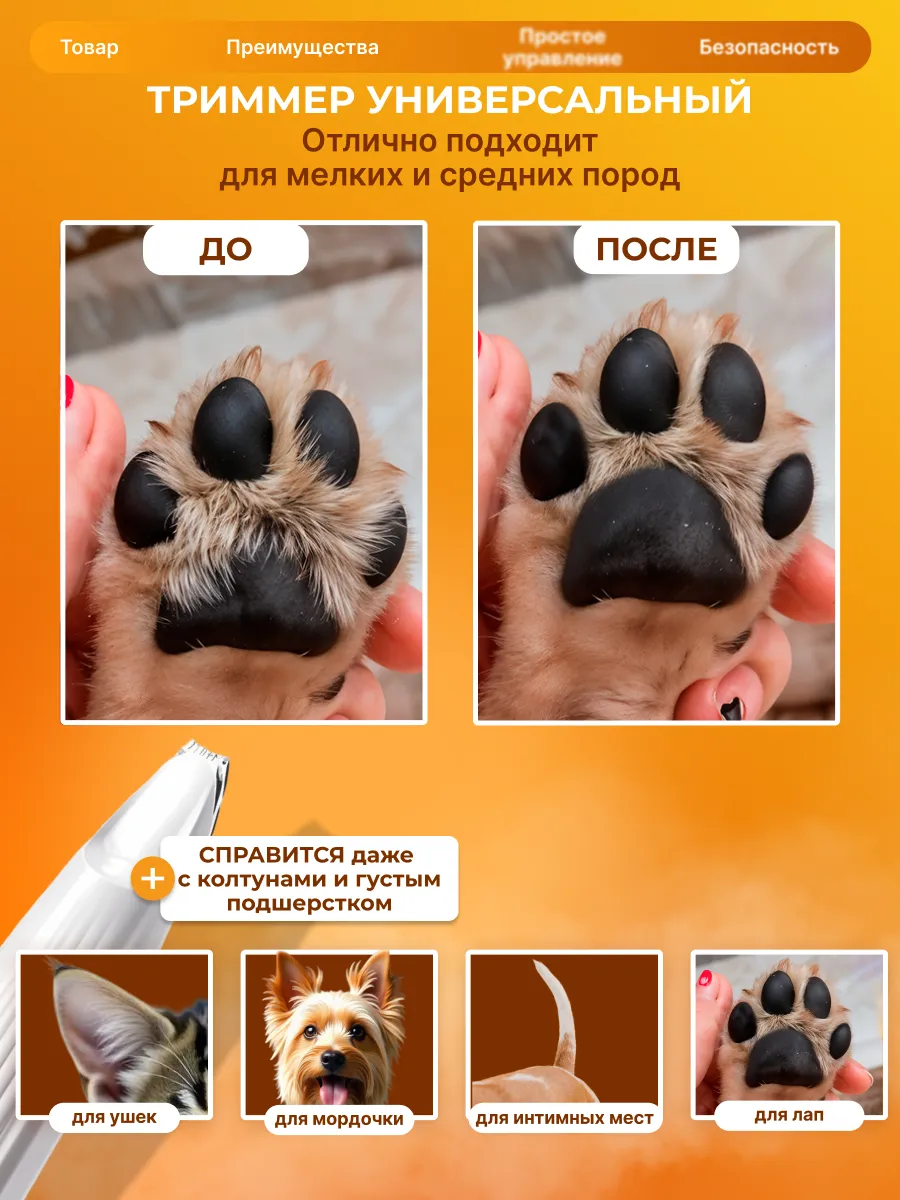 Товар
Преимущества
Простое
управление
Безопасность
ТРИММЕР УНИВЕРСАЛЬНЫЙ
Отлично подходит
для мелких и средних пород
ДО
ПОСЛЕ
СПРАВИТСЯ даже
с колтунами и густым
подшерстком
для ушек
для мордочки
для интимных мест
для лап